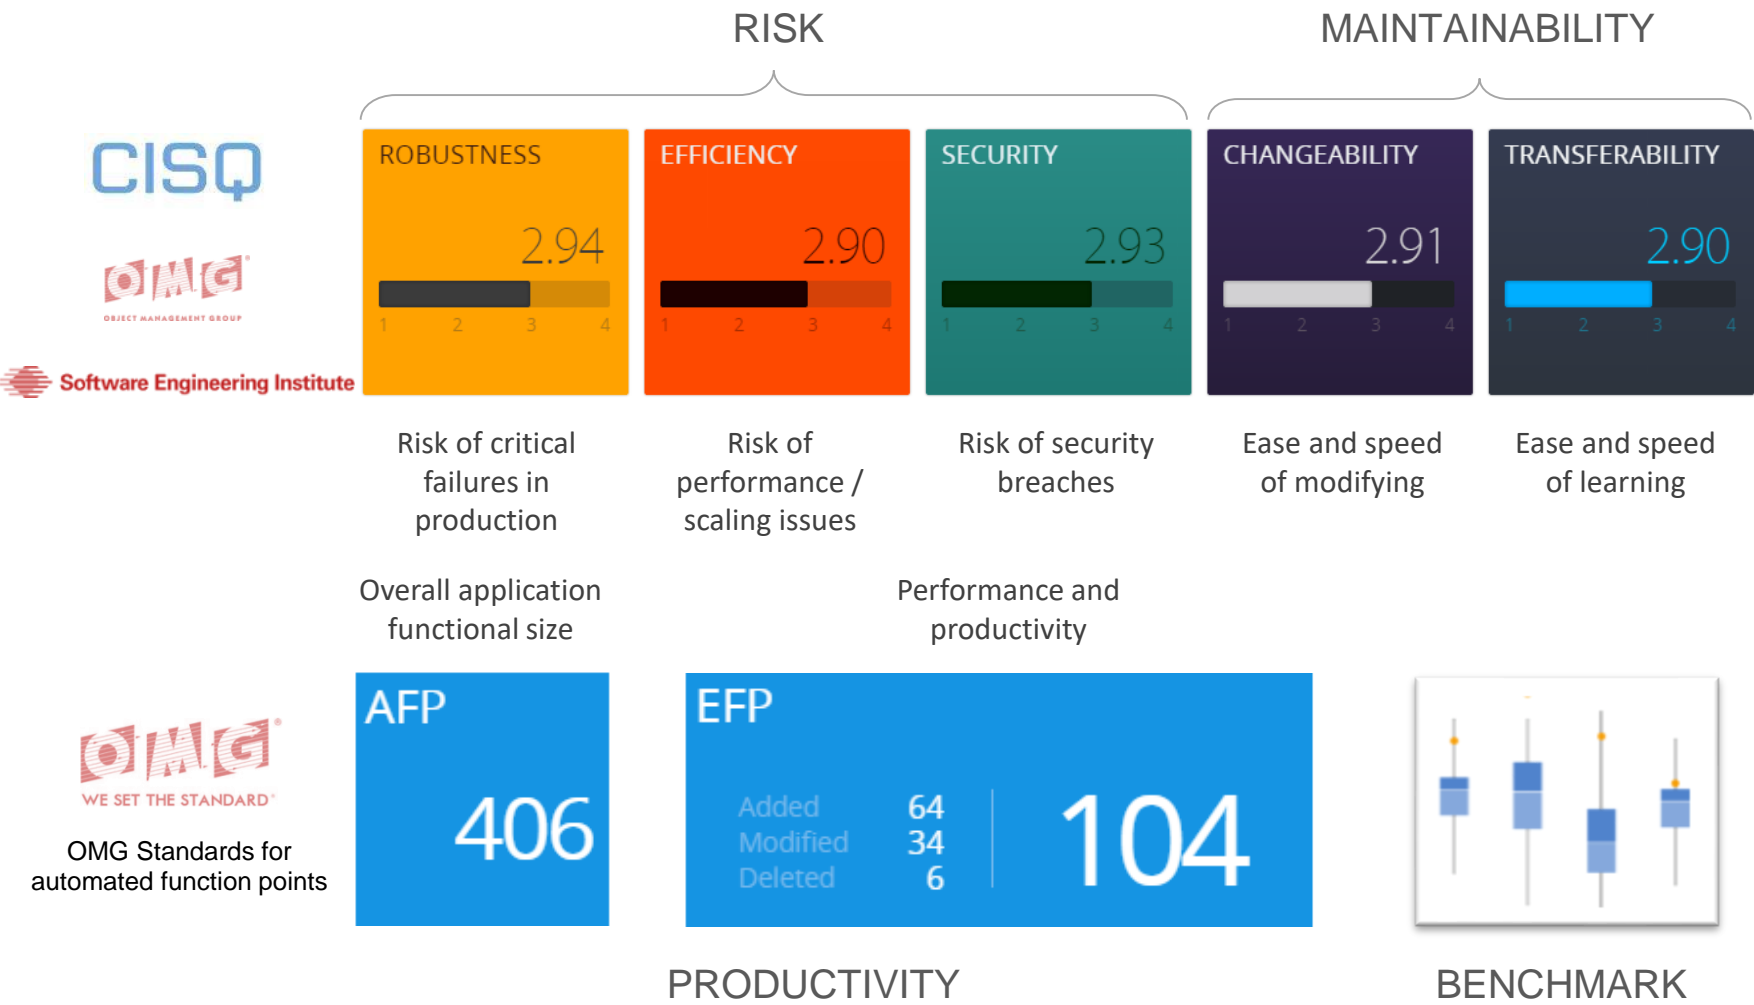 RISK
MAINTAINABILITY
CISQ
OMG®
OBJECT MANAGEMENT GROUP
Software Engineering Institute
ROBUSTNESS
2.94
1 2 3 4
EFFICIENCY
2.90
1 2 3 4
SECURITY
2.93
1 2 3 4
CHANGEABILITY
2.91
1 2 3 4
TRANSFERABILITY
2.90
1 2 3 4
Risk of critical
failures in
production
Risk of
performance /
scaling issues
Risk of security
breaches
Ease and speed
of modifying
Ease and speed
of learning
Overall application
functional size
Performance and
productivity
OMG®
WE SET THE STANDARD
OMG Standards for
automated function points
AFP
406
EFP
Added 64
Modified 34
Deleted 6
104
PRODUCTIVITY
BENCHMARK